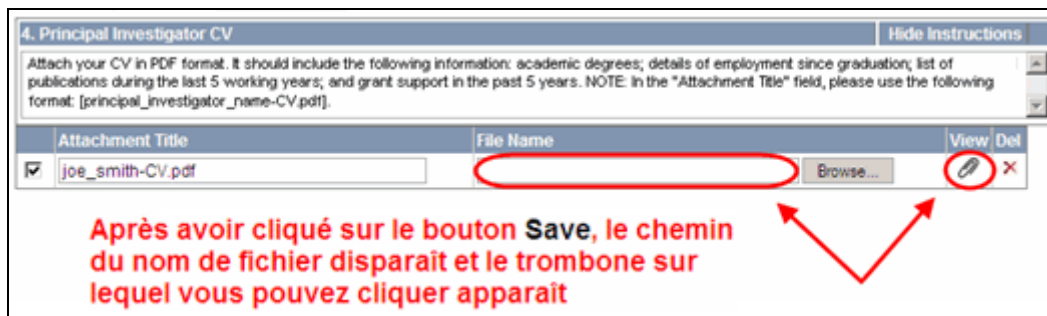 4. Principal Investigator CV Hide Instructions
Attach your CV in PDF format. It should include the following information: academic degrees; details of employment since graduation; list of
publications during the last 5 working years; and grant support in the past 5 years. NOTE: In the "Attachment Title" field, please use the following
format: [principal_investigator_name-CV.pdf].
Attachment Title File Name View Del
joe_smith-CV.pdf Browse...
Après avoir cliqué sur le bouton Save, le chemin
du nom de fichier disparaît et le trombone sur
lequel vous pouvez cliquer apparaît